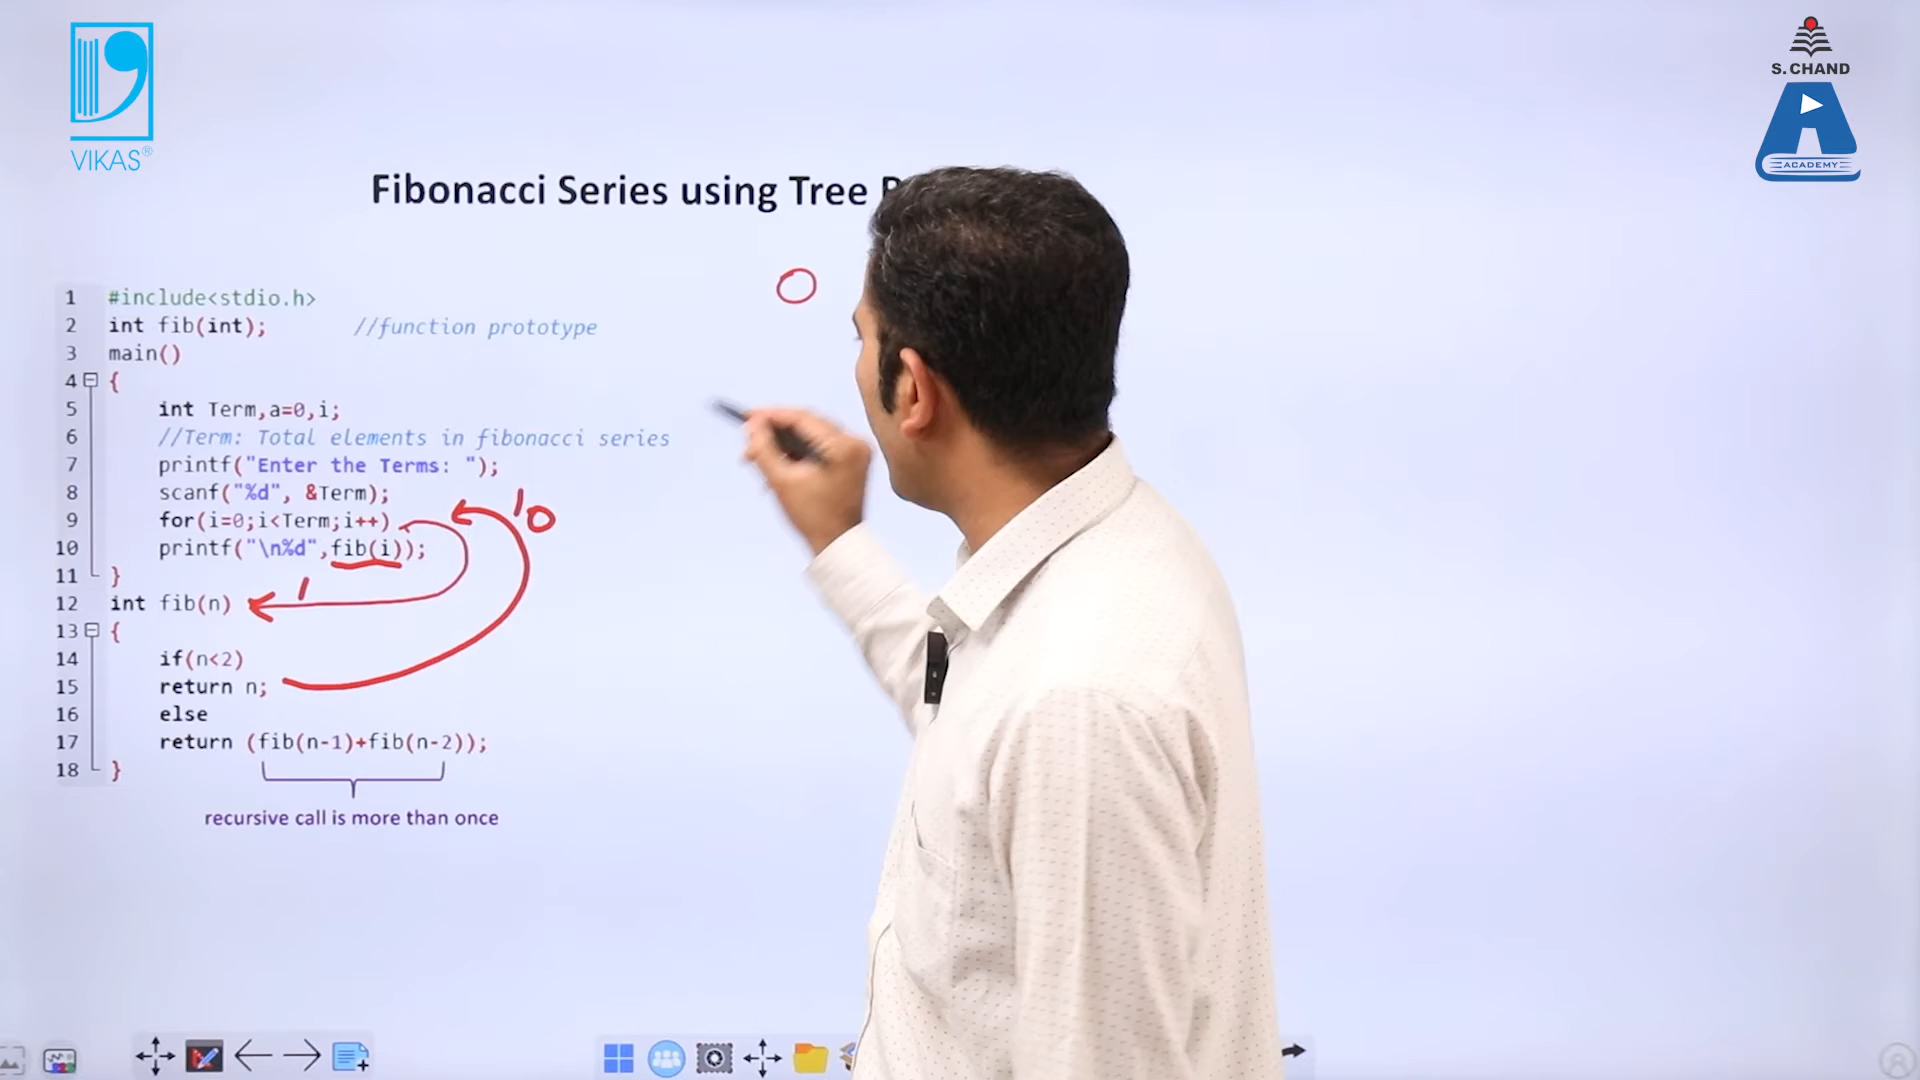 VIKAS®
S. CHAND
ACADEMY
Fibonacci Series using Tree
1 #include<stdio.h>
2 int fib(int); //function prototype
3 main()
4 {
5 int Term,a=0,i;
6 //Term: Total elements in fibonacci series
7 printf("Enter the Terms: ");
8 scanf("%d", &Term);
9 for(i=0;i<Term;i++)
10 printf("\n%d",fib(i));
11 }
12 int fib(n)
13 {
14 if(n<2)
15 return n;
16 else
17 return (fib(n-1)+fib(n-2));
18 }
recursive call is more than once
0
1 0
1